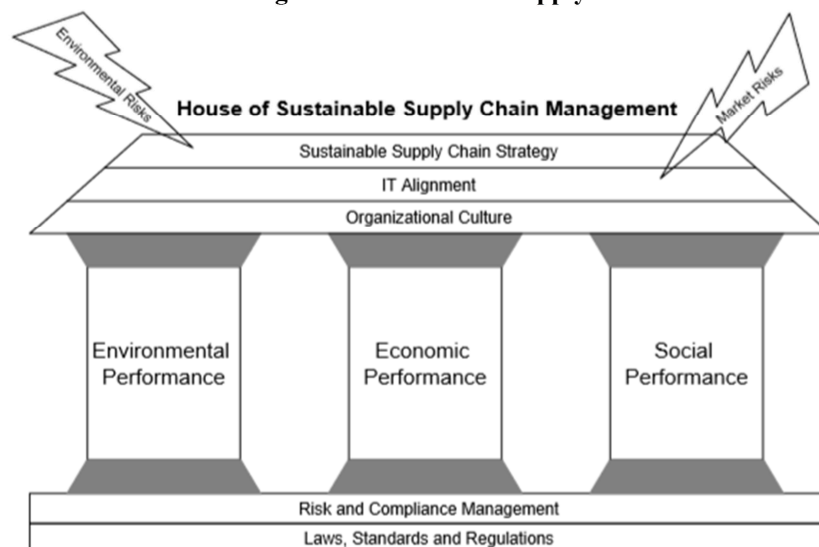 Environmental Risks
Market Risks
House of Sustainable Supply Chain Management
Sustainable Supply Chain Strategy
IT Alignment
Organizational Culture
Environmental
Performance
Economic
Performance
Social
Performance
Risk and Compliance Management
Laws, Standards and Regulations